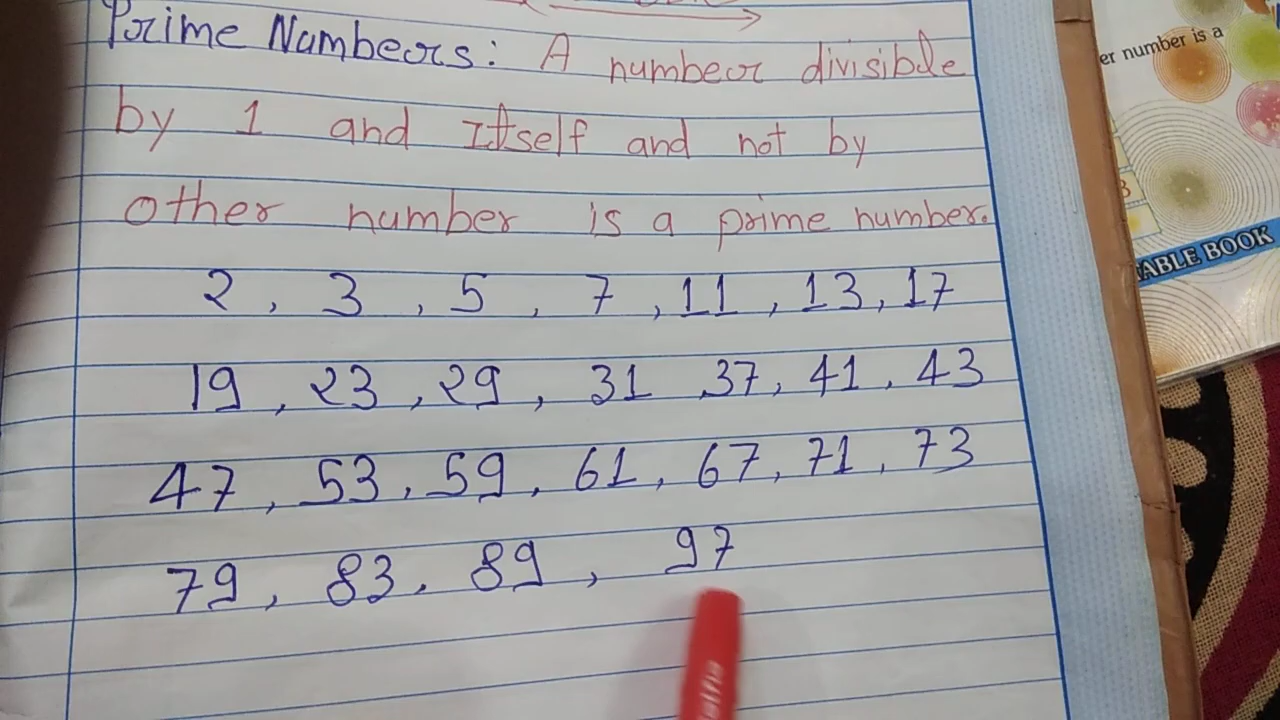 Prime Numbers:  A number divisible
by 1 and Itself and not by
other number is a prime number.
2, 3, 5, 7, 11, 13, 17
19, 23, 29, 31 37, 41, 43
47, 53, 59, 61, 67, 71, 73
79, 83, 89, 97
er number is a
3
TABLE BOOK